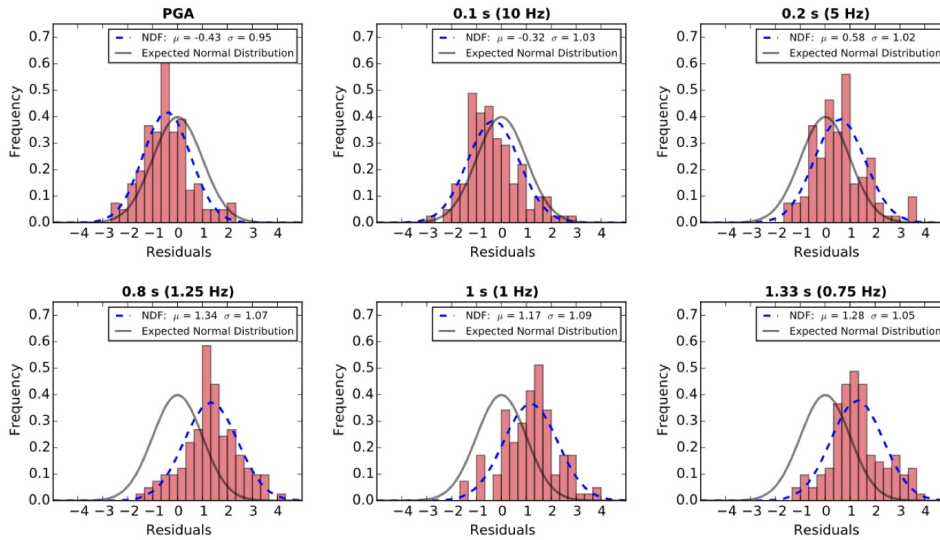 PGA
NDF: μ -0.43 σ = 0.95
Expected Normal Distribution
Frequency
0.7
0.6
0.5
0.4
0.3
0.2
0.1
0.0
−4 −3 −2 −1 0 1 2 3 4
Residuals
0.1 s (10 Hz)
NDF: μ -0.32 σ = 1.03
Expected Normal Distribution
Frequency
0.7
0.6
0.5
0.4
0.3
0.2
0.1
0.0
−4 −3 −2 −1 0 1 2 3 4
Residuals
0.2 s (5 Hz)
NDF: μ = 0.58 σ = 1.02
Expected Normal Distribution
Frequency
0.7
0.6
0.5
0.4
0.3
0.2
0.1
0.0
−4 −3 −2 −1 0 1 2 3 4
Residuals
0.8 s (1.25 Hz)
NDF: μ = 1.34 σ = 1.07
Expected Normal Distribution
Frequency
0.7
0.6
0.5
0.4
0.3
0.2
0.1
0.0
−4 −3 −2 −1 0 1 2 3 4
Residuals
1 s (1 Hz)
NDF: μ = 1.17 σ = 1.09
Expected Normal Distribution
Frequency
0.7
0.6
0.5
0.4
0.3
0.2
0.1
0.0
−4 −3 −2 −1 0 1 2 3 4
Residuals
1.33 s (0.75 Hz)
NDF: μ = 1.28 σ = 1.05
Expected Normal Distribution
Frequency
0.7
0.6
0.5
0.4
0.3
0.2
0.1
0.0
−4 −3 −2 −1 0 1 2 3 4
Residuals